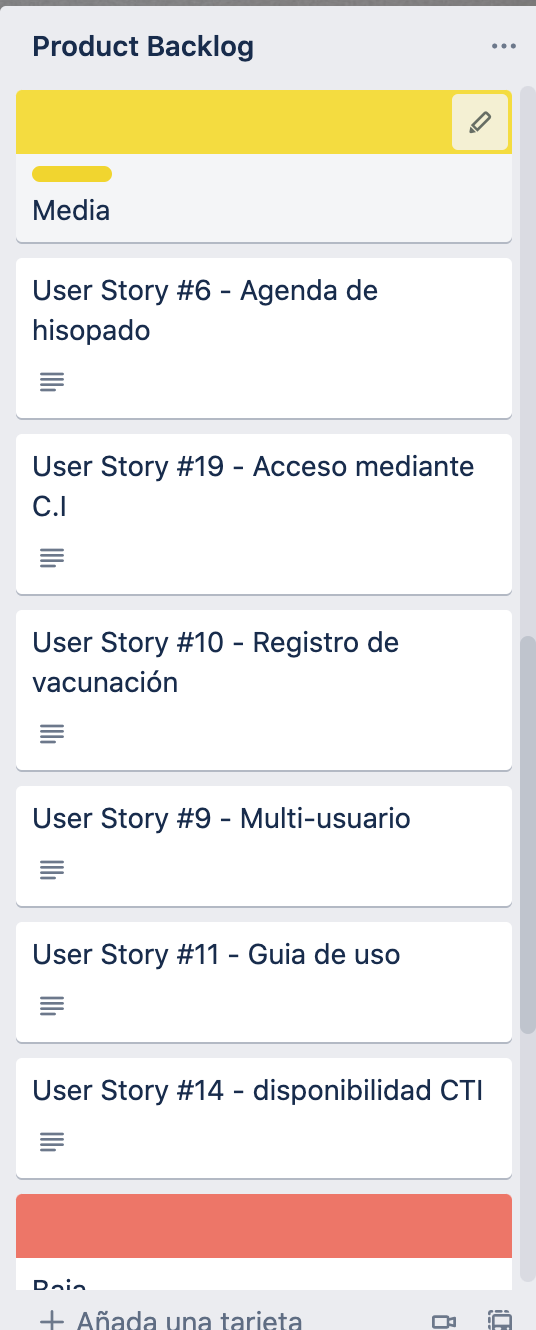 Product Backlog
Media
User Story #6 - Agenda de
hisopado
User Story #19 - Acceso mediante
C.I
User Story #10 - Registro de
vacunación
User Story #9 - Multi-usuario
User Story #11 - Guia de uso
User Story #14 - disponibilidad CTI
Baja
Añada una tarjeta